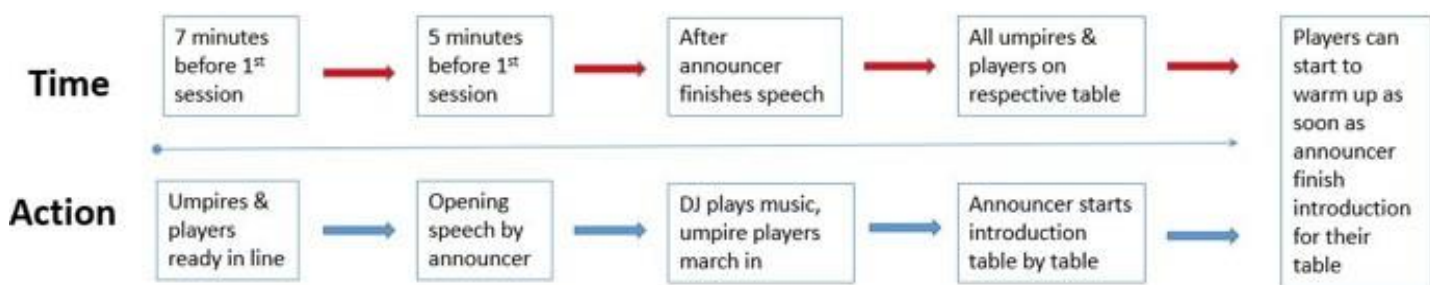 Time
7 minutes
before 1st
session
5 minutes
before 1st
session
After
announcer
finishes speech
All umpires &
players on
respective table
Players can
start to
warm up as
soon as
announcer
finish
introduction
for their
table
Action
Umpires &
players
ready in line
Opening
speech by
announcer
DJ plays music,
umpire players
march in
Announcer starts
introduction
table by table